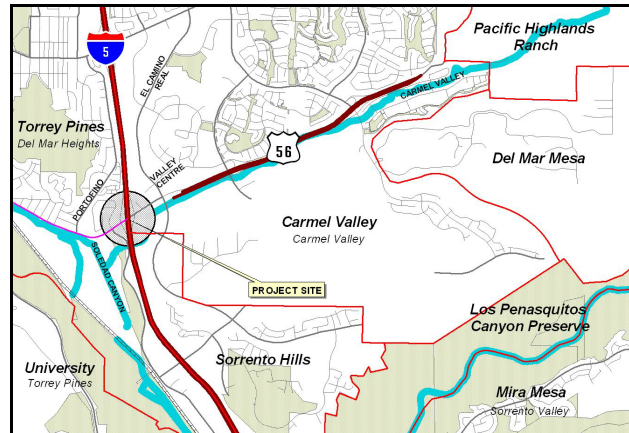 Pacific Highlands
Ranch
5
EL CAMINO
REAL
CARMEL VALLEY
Torrey Pines
Del Mar Heights
56
Del Mar Mesa
VALLEY
CENTRE
PORTOFINO
Carmel Valley
Carmel Valley
SOLEDAD CANYON
PROJECT SITE
Los Penasquitos
Canyon Preserve
University
Torrey Pines
Sorrento Hills
Mira Mesa
Sorrento Valley